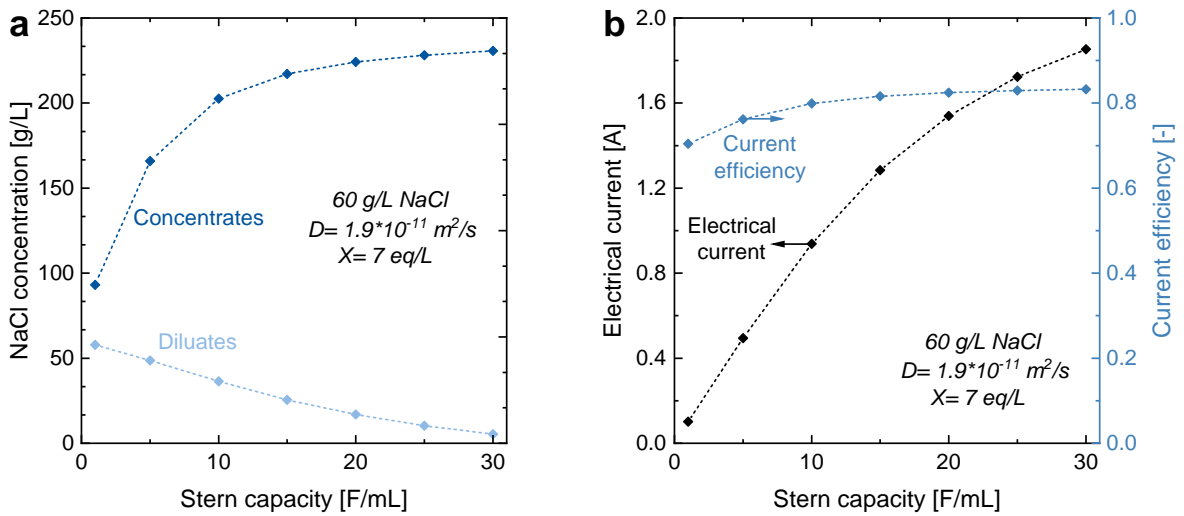 a
NaCl concentration [g/L]
250
200
150
100
50
0
Concentrates
60 g/L NaCl
D= 1.9*10⁻¹¹ m²/s
X= 7 eq/L
Diluates
0 10 20 30
Stern capacity [F/mL]
b
Electrical current [A]
2.0
1.6
1.2
0.8
0.4
0.0
Current
efficiency
Electrical
current
60 g/L NaCl
D= 1.9*10⁻¹¹ m²/s
X= 7 eq/L
1.0
0.8
0.6
0.4
0.2
0.0
Current efficiency [-]
0 10 20 30
Stern capacity [F/mL]